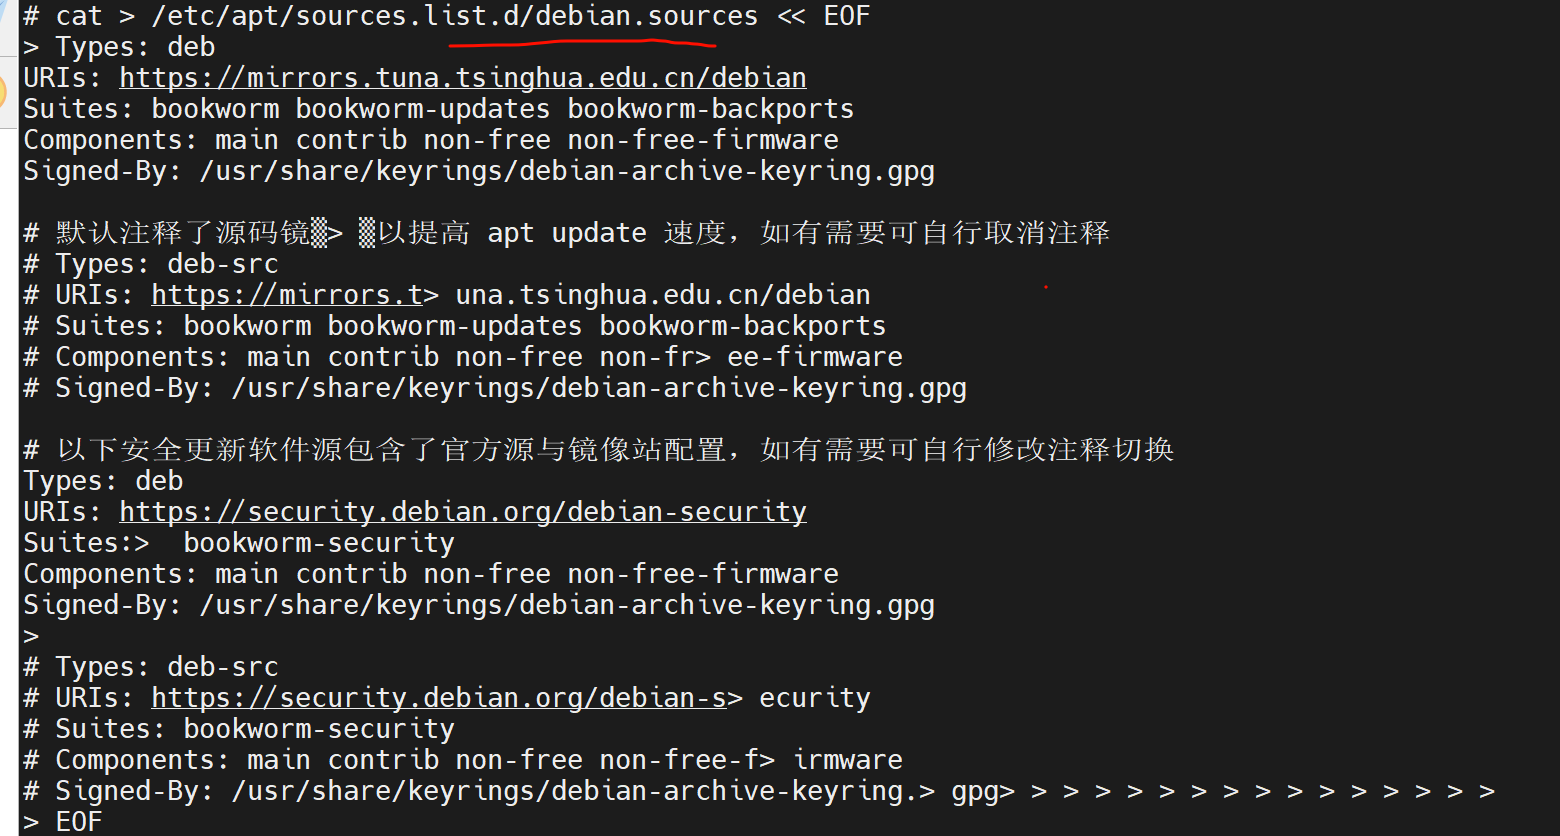 # cat > /etc/apt/sources.list.d/debian.sources << EOF
> Types: deb
URIs: https://mirrors.tuna.tsinghua.edu.cn/debian
Suites: bookworm bookworm-updates bookworm-backports
Components: main contrib non-free non-free-firmware
Signed-By: /usr/share/keyrings/debian-archive-keyring.gpg
# 默认注释了源码镜▒> ▒以提高 apt update 速度，如有需要可自行取消注释
# Types: deb-src
# URIs: https://mirrors.t> una.tsinghua.edu.cn/debian
# Suites: bookworm bookworm-updates bookworm-backports
# Components: main contrib non-free non-fr> ee-firmware
# Signed-By: /usr/share/keyrings/debian-archive-keyring.gpg
# 以下安全更新软件源包含了官方源与镜像站配置，如有需要可自行修改注释切换
Types: deb
URIs: https://security.debian.org/debian-security
Suites:>  bookworm-security
Components: main contrib non-free non-free-firmware
Signed-By: /usr/share/keyrings/debian-archive-keyring.gpg
>
# Types: deb-src
# URIs: https://security.debian.org/debian-s> ecurity
# Suites: bookworm-security
# Components: main contrib non-free non-free-f> irmware
# Signed-By: /usr/share/keyrings/debian-archive-keyring.> gpg> > > > > > > > > > > > > > > >
> EOF